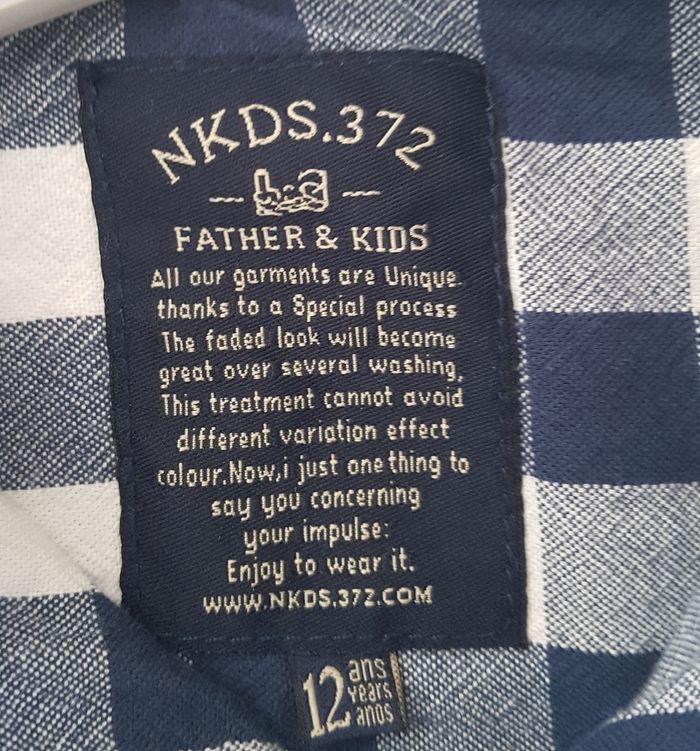 NKDS.372
FATHER & KIDS
All our garments are Unique.
thanks to a Special process
The faded look will become
great over several washing,
This treatment cannot avoid
different variation effect
colour.Now,i just one thing to
say you concerning
your impulse:
Enjoy to wear it.
WWW.NKDS.372.COM
12 ans
years
anos